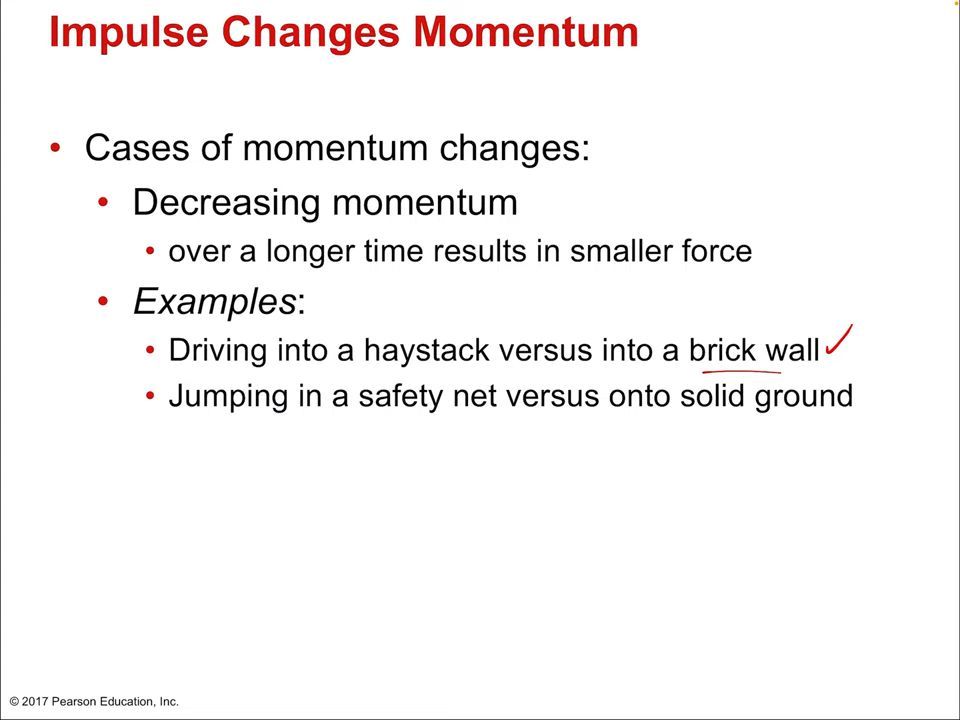 Impulse Changes Momentum
• Cases of momentum changes:
• Decreasing momentum
• over a longer time results in smaller force
• Examples:
• Driving into a haystack versus into a brick wall
• Jumping in a safety net versus onto solid ground
© 2017 Pearson Education, Inc.